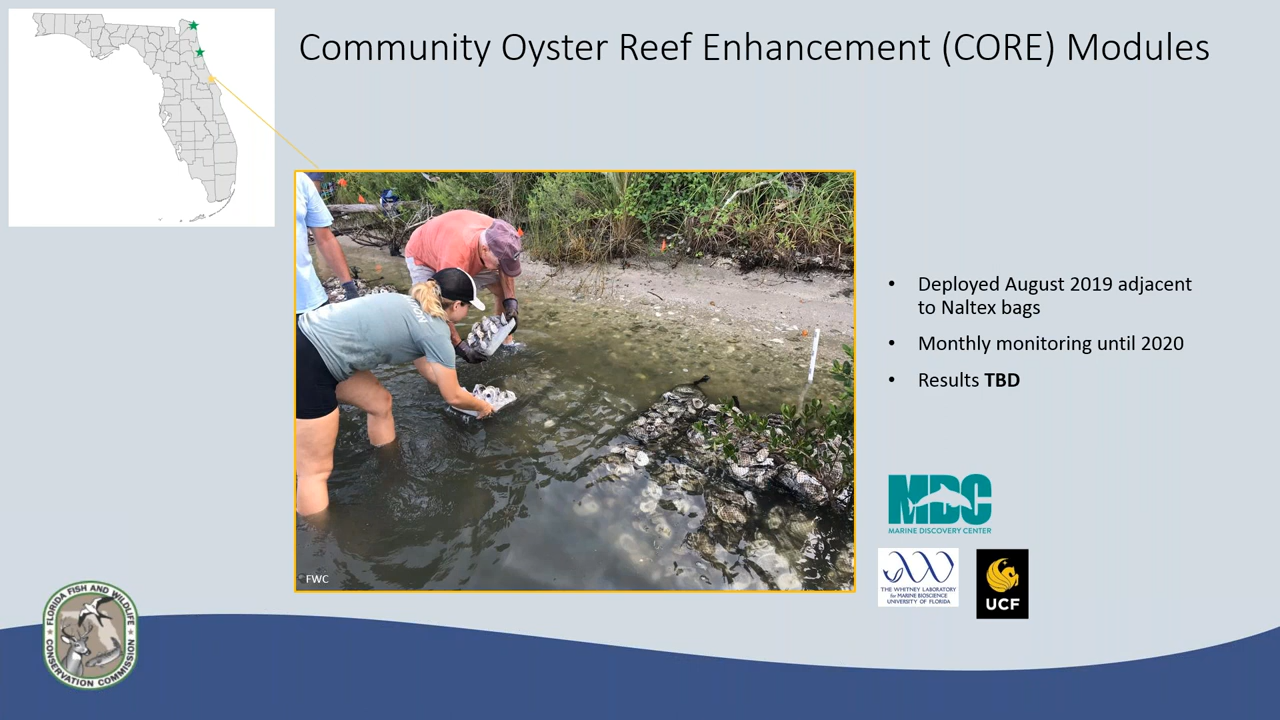 Community Oyster Reef Enhancement (CORE) Modules
• Deployed August 2019 adjacent
to Naltex bags
• Monthly monitoring until 2020
• Results TBD
FWC
MDC
MARINE DISCOVERY CENTER
THE WHITNEY LABORATORY
for MARINE BIOSCIENCE
UNIVERSITY OF FLORIDA
UCF
FLORIDA FISH AND WILDLIFE
CONSERVATION COMMISSION